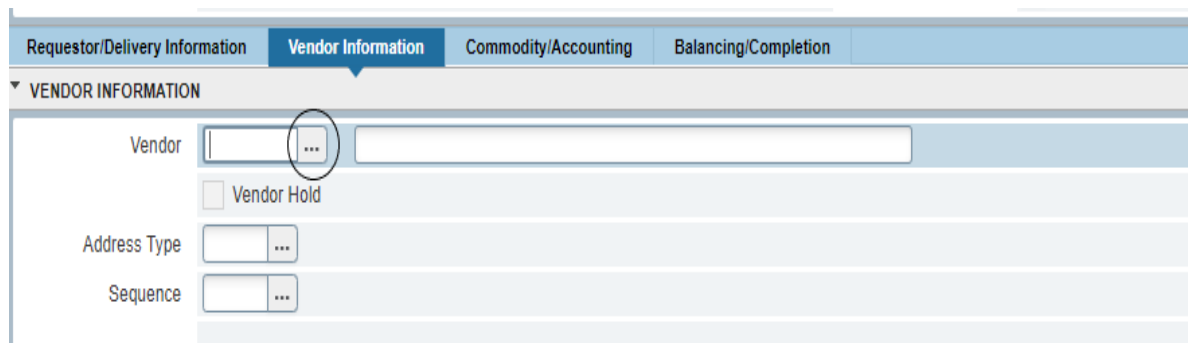 Requestor/Delivery Information Vendor Information Commodity/Accounting Balancing/Completion
VENDOR INFORMATION
Vendor ...
Vendor Hold
Address Type ...
Sequence ...